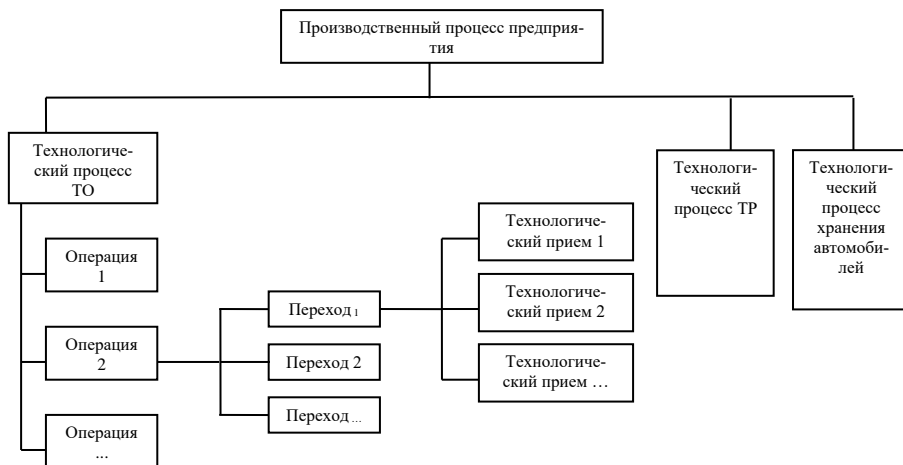 Производственный процесс предприя-
тия
Технологиче-
ский процесс
ТО
Операция
1
Операция
2
Операция
...
Переход 1
Переход 2
Переход ...
Технологиче-
ский прием 1
Технологиче-
ский прием 2
Технологиче-
ский прием …
Технологи-
ческий
процесс ТР
Технологи-
ческий
процесс
хранения
автомоби-
лей